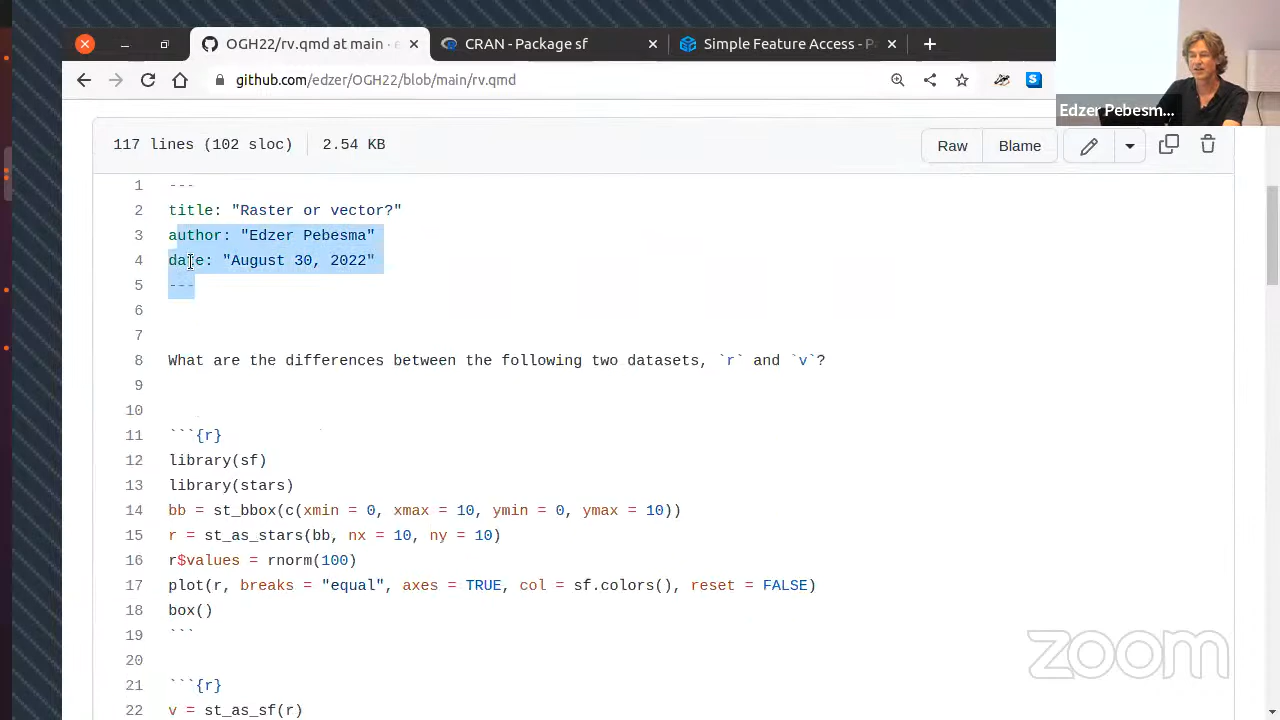 OGH22/rv.qmd at main · e
CRAN - Package sf
Simple Feature Access · Pa
github.com/edzer/OGH22/blob/main/rv.qmd
Edzer Pebesm...
117 lines (102 sloc)
2.54 KB
Raw
Blame
1 ---
2 title: "Raster or vector?"
3 author: "Edzer Pebesma"
4 date: "August 30, 2022"
5 ---
6
7
8 What are the differences between the following two datasets, `r` and `v`?
9
10
11 ```{r}
12 library(sf)
13 library(stars)
14 bb = st_bbox(c(xmin = 0, xmax = 10, ymin = 0, ymax = 10))
15 r = st_as_stars(bb, nx = 10, ny = 10)
16 r$values = rnorm(100)
17 plot(r, breaks = "equal", axes = TRUE, col = sf.colors(), reset = FALSE)
18 box()
19 ```
20
21 ```{r}
22 v = st_as_sf(r)
zoom